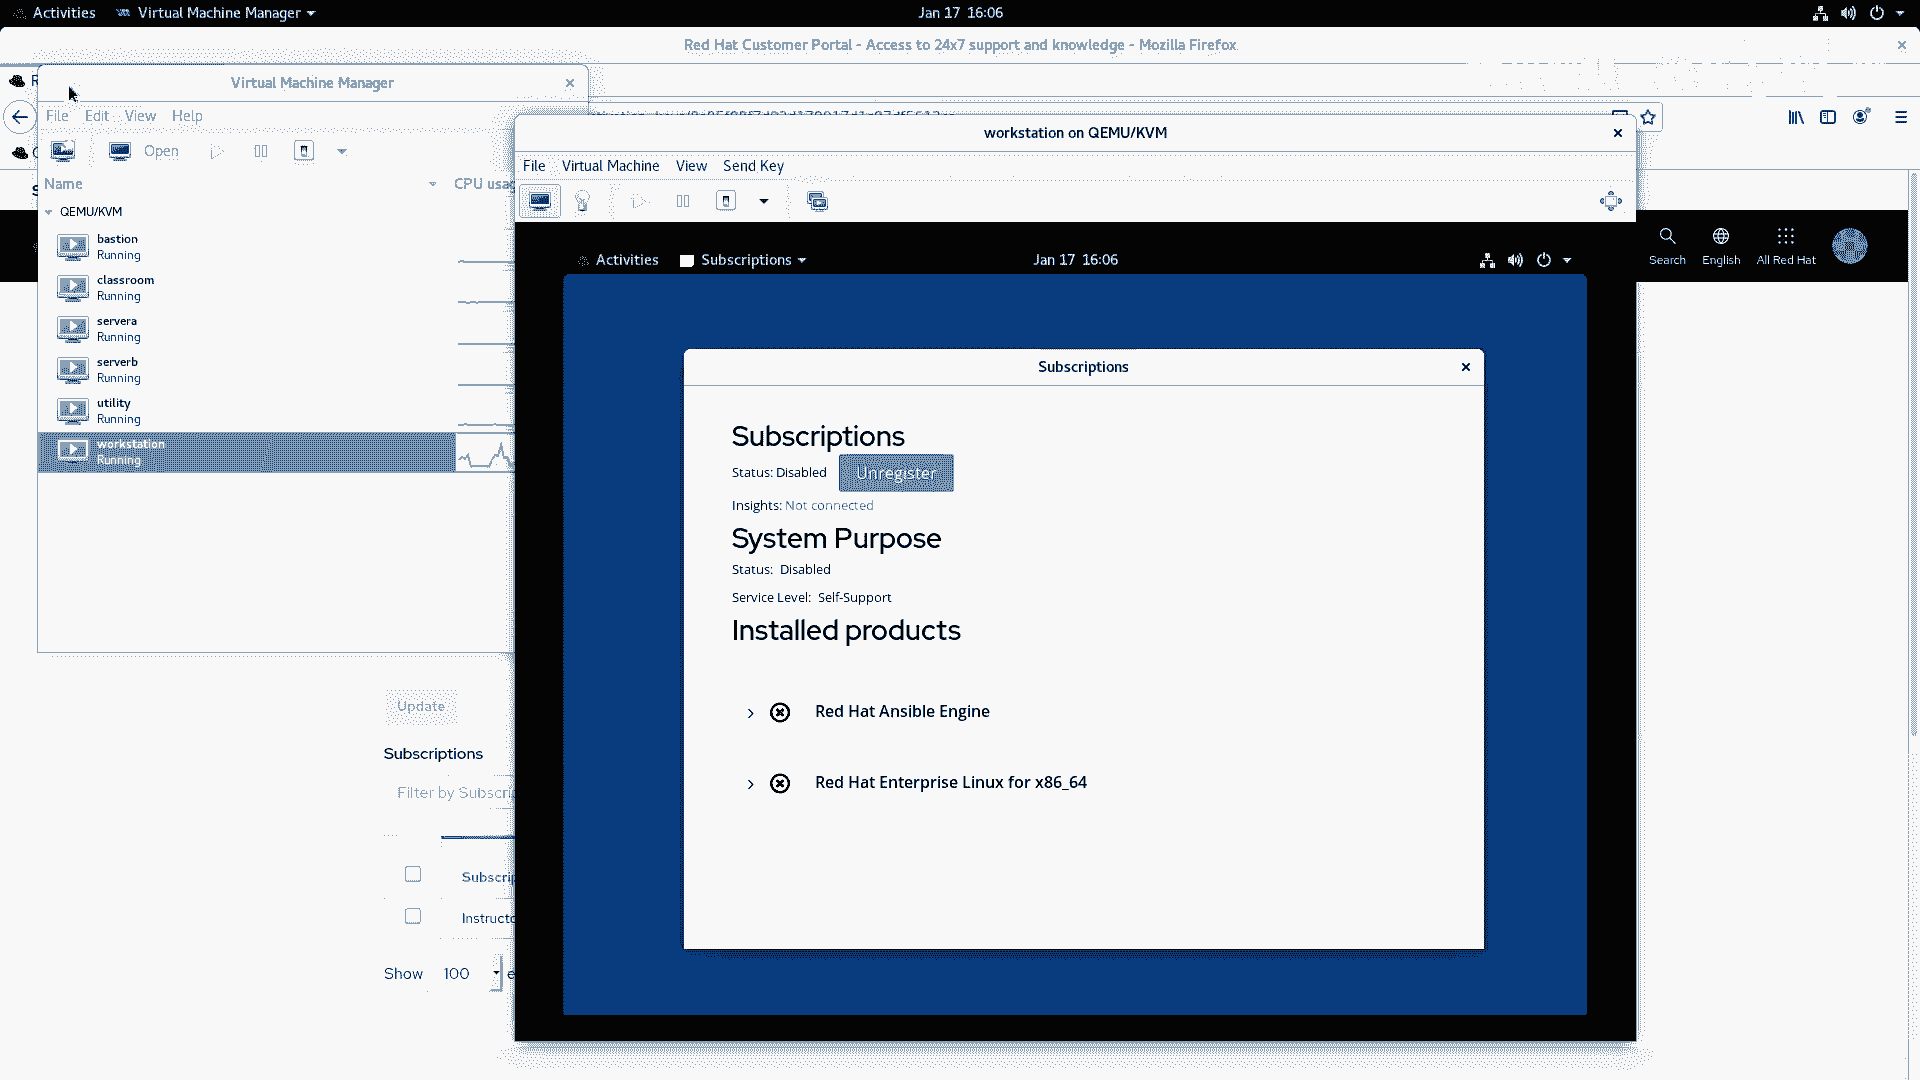 Activities Virtual Machine Manager Jan 17 16:06
Red Hat Customer Portal - Access to 24x7 support and knowledge - Mozilla Firefox
Virtual Machine Manager
File Edit View Help
Open
Name CPU usag
QEMU/KVM
bastion
Running
classroom
Running
servera
Running
serverb
Running
utility
Running
workstation
Running
Search English All Red Hat
Update
Subscriptions
Filter by Subscri
Subscrip
Instructo
Show 100 e
workstation on QEMU/KVM
File Virtual Machine View Send Key
Activities Subscriptions Jan 17 16:06
Subscriptions
Subscriptions
Status: Disabled Unregister
Insights: Not connected
System Purpose
Status: Disabled
Service Level: Self-Support
Installed products
Red Hat Ansible Engine
Red Hat Enterprise Linux for x86_64